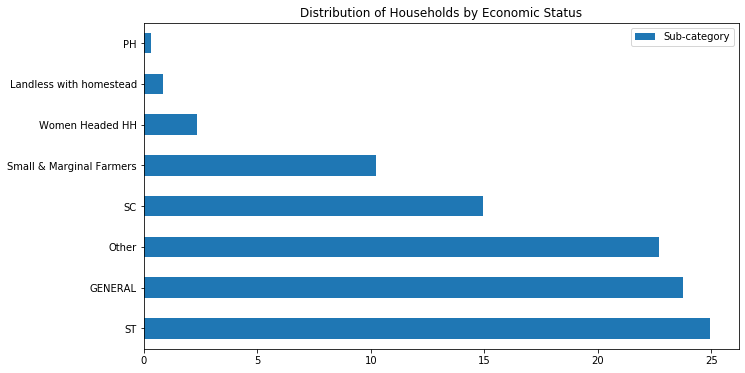 Distribution of Households by Economic Status
Sub-category
PH
Landless with homestead
Women Headed HH
Small & Marginal Farmers
SC
Other
GENERAL
ST
0 5 10 15 20 25